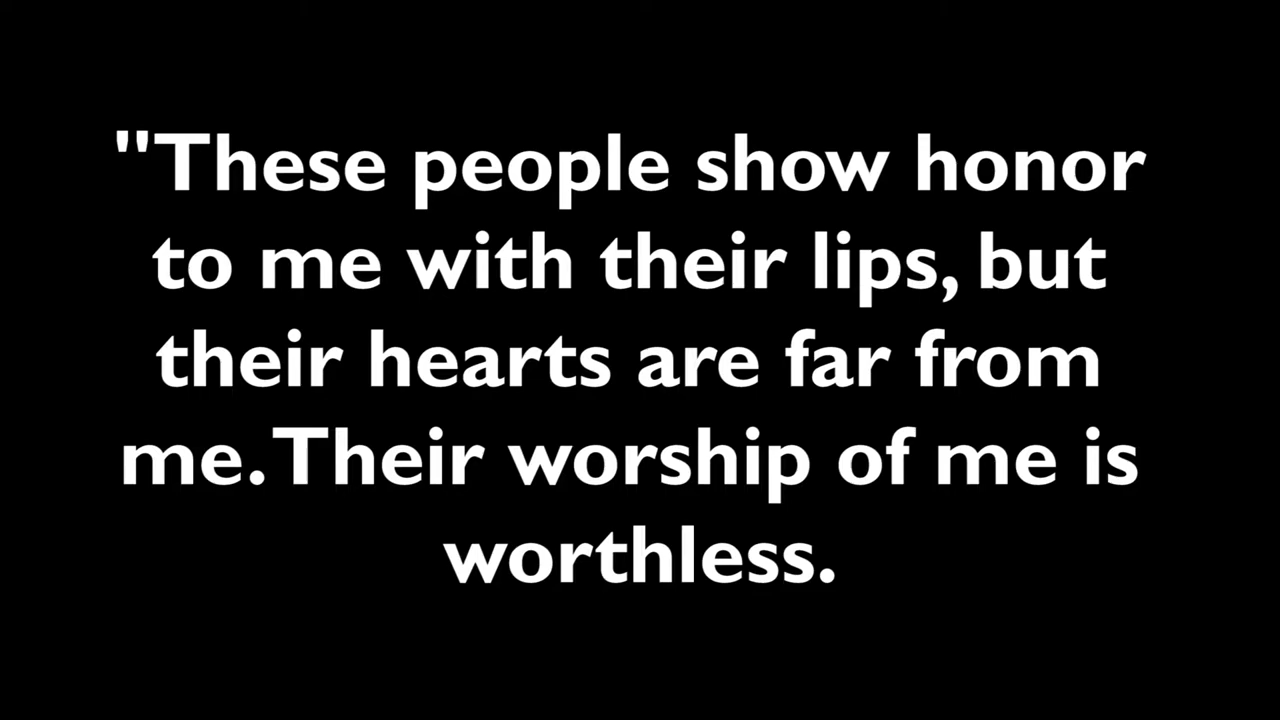 "These people show honor
to me with their lips, but
their hearts are far from
me. Their worship of me is
worthless.